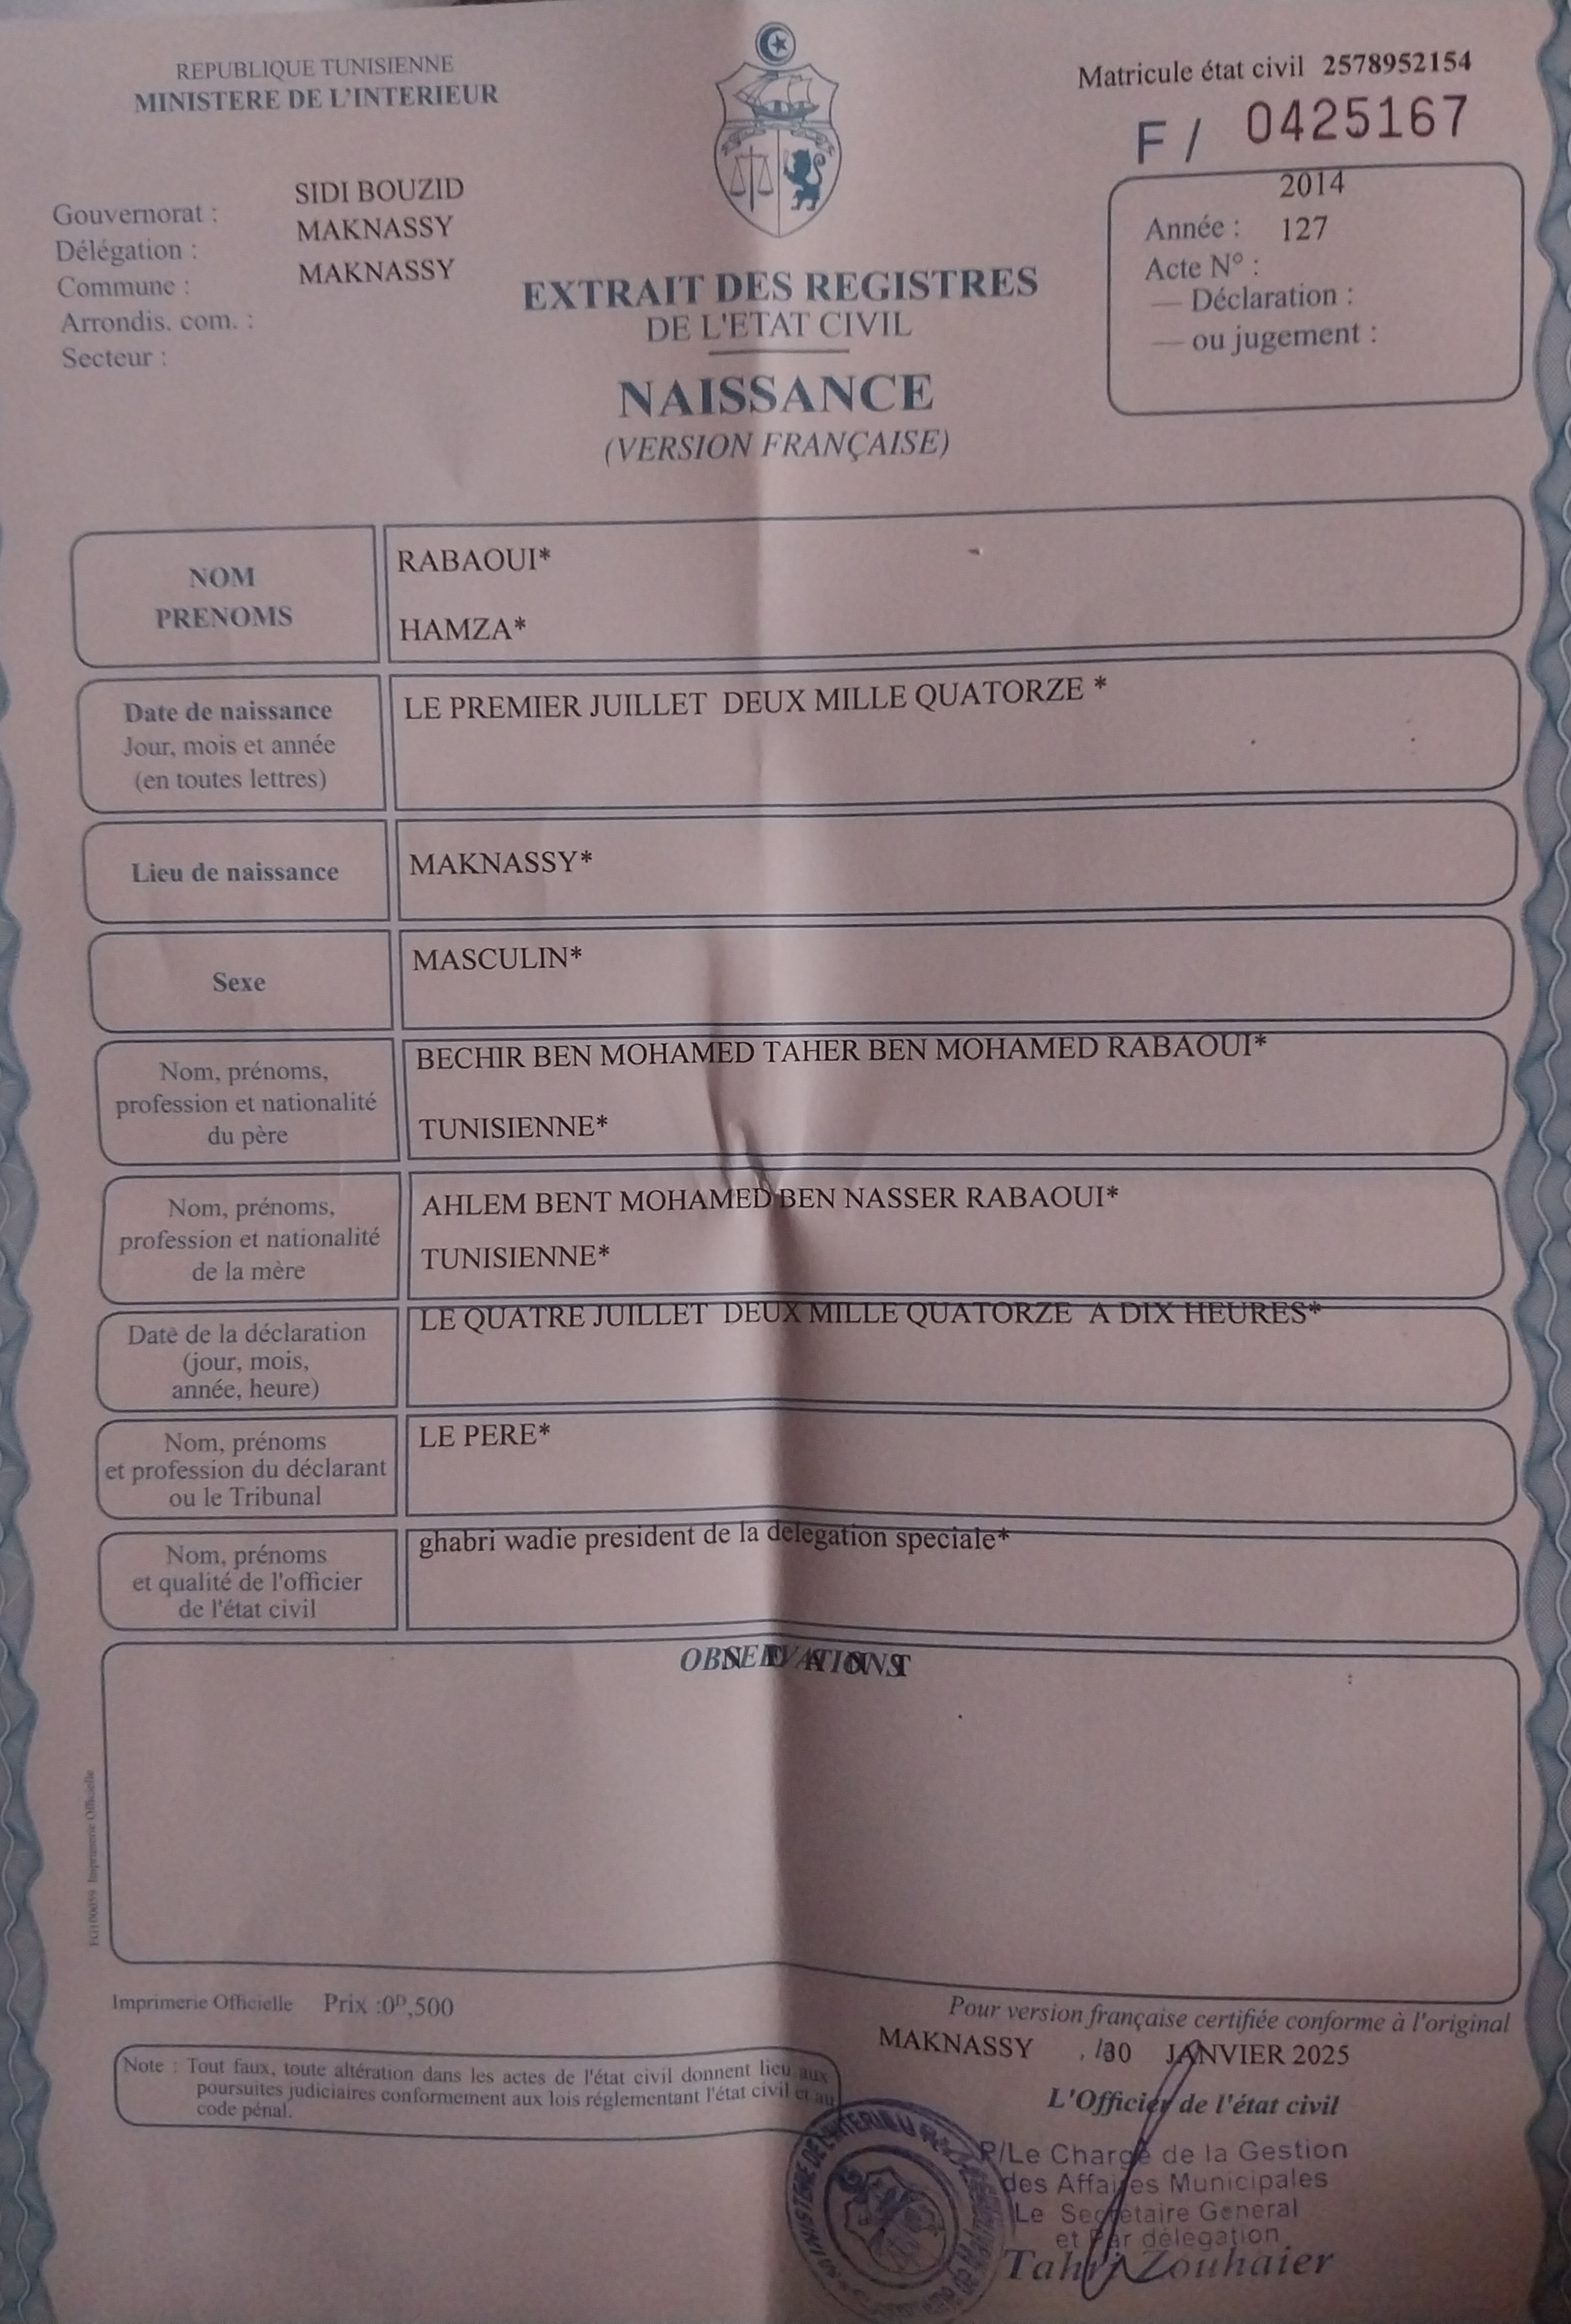 REPUBLIQUE TUNISIENNE
MINISTERE DE L'INTERIEUR
Matricule état civil 2578952154
F / 0425167
Gouvernorat : SIDI BOUZID
Délégation : MAKNASSY
Commune : MAKNASSY
Arrondis. com. :
Secteur :
2014
Année : 127
Acte N° :
— Déclaration :
— ou jugement :
EXTRAIT DES REGISTRES
DE L'ETAT CIVIL
NAISSANCE
(VERSION FRANÇAISE)
NOM
PRENOMS
RABAOUI*
HAMZA*
Date de naissance
Jour, mois et année
(en toutes lettres)
LE PREMIER JUILLET DEUX MILLE QUATORZE *
Lieu de naissance
MAKNASSY*
Sexe
MASCULIN*
Nom, prénoms,
profession et nationalité
du père
BECHIR BEN MOHAMED TAHER BEN MOHAMED RABAOUI*
TUNISIENNE*
Nom, prénoms,
profession et nationalité
de la mère
AHLEM BENT MOHAMED BEN NASSER RABAOUI*
TUNISIENNE*
Date de la déclaration
(jour, mois,
année, heure)
LE QUATRE JUILLET DEUX MILLE QUATORZE A DIX HEURES*
Nom, prénoms
et profession du déclarant
ou le Tribunal
LE PERE*
Nom, prénoms
et qualité de l'officier
de l'état civil
ghabri wadie president de la delegation speciale*
OBSERVATIONS
NEANT
Imprimerie Officielle
Imprimerie Officielle Prix :0ᴰ,500
Pour version française certifiée conforme à l'original
MAKNASSY , 30 JANVIER 2025
Note : Tout faux, toute altération dans les actes de l'état civil donnent lieu aux
poursuites judiciaires conformement aux lois réglementant l'état civil et au
code pénal.
L'Officier de l'état civil
P/Le Chargé de la Gestion
des Affaires Municipales
Le Secrétaire General
et Par délegation
Tahri Zouhaier
MINISTERE DE L'INTERIEUR